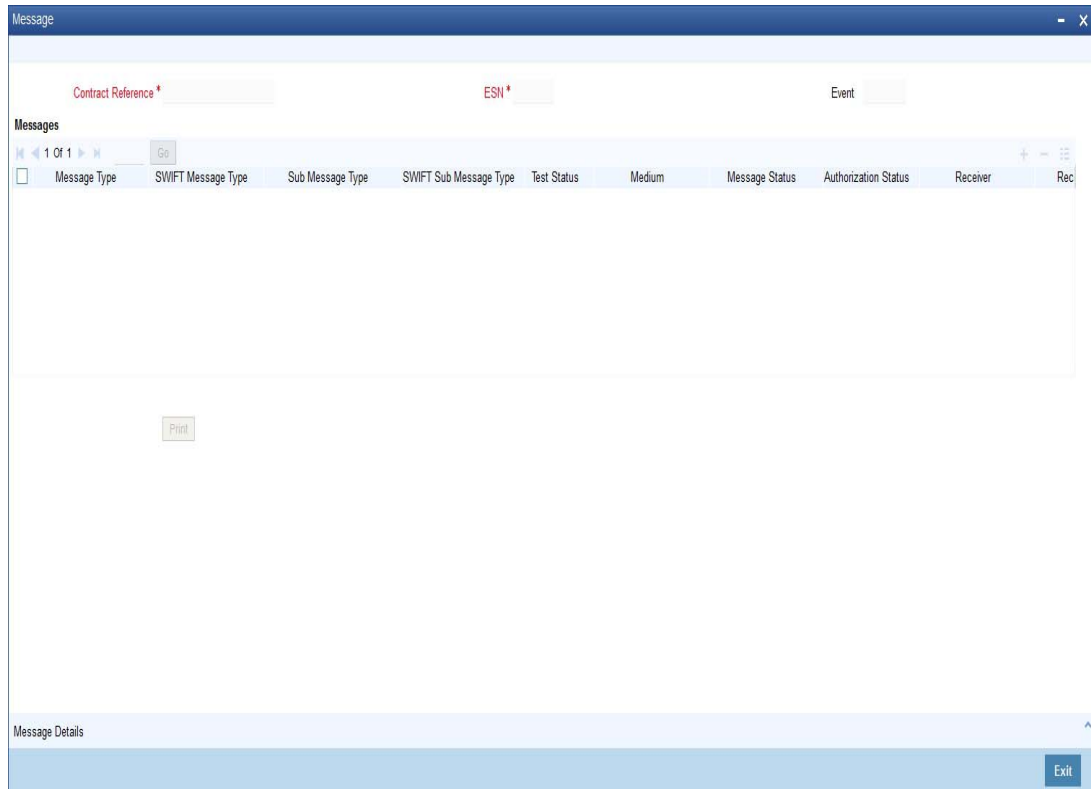 Message
Contract Reference * ESN * Event
Messages
1 Of 1 Go
Message Type SWIFT Message Type Sub Message Type SWIFT Sub Message Type Test Status Medium Message Status Authorization Status Receiver Rec
Print
Message Details
Exit